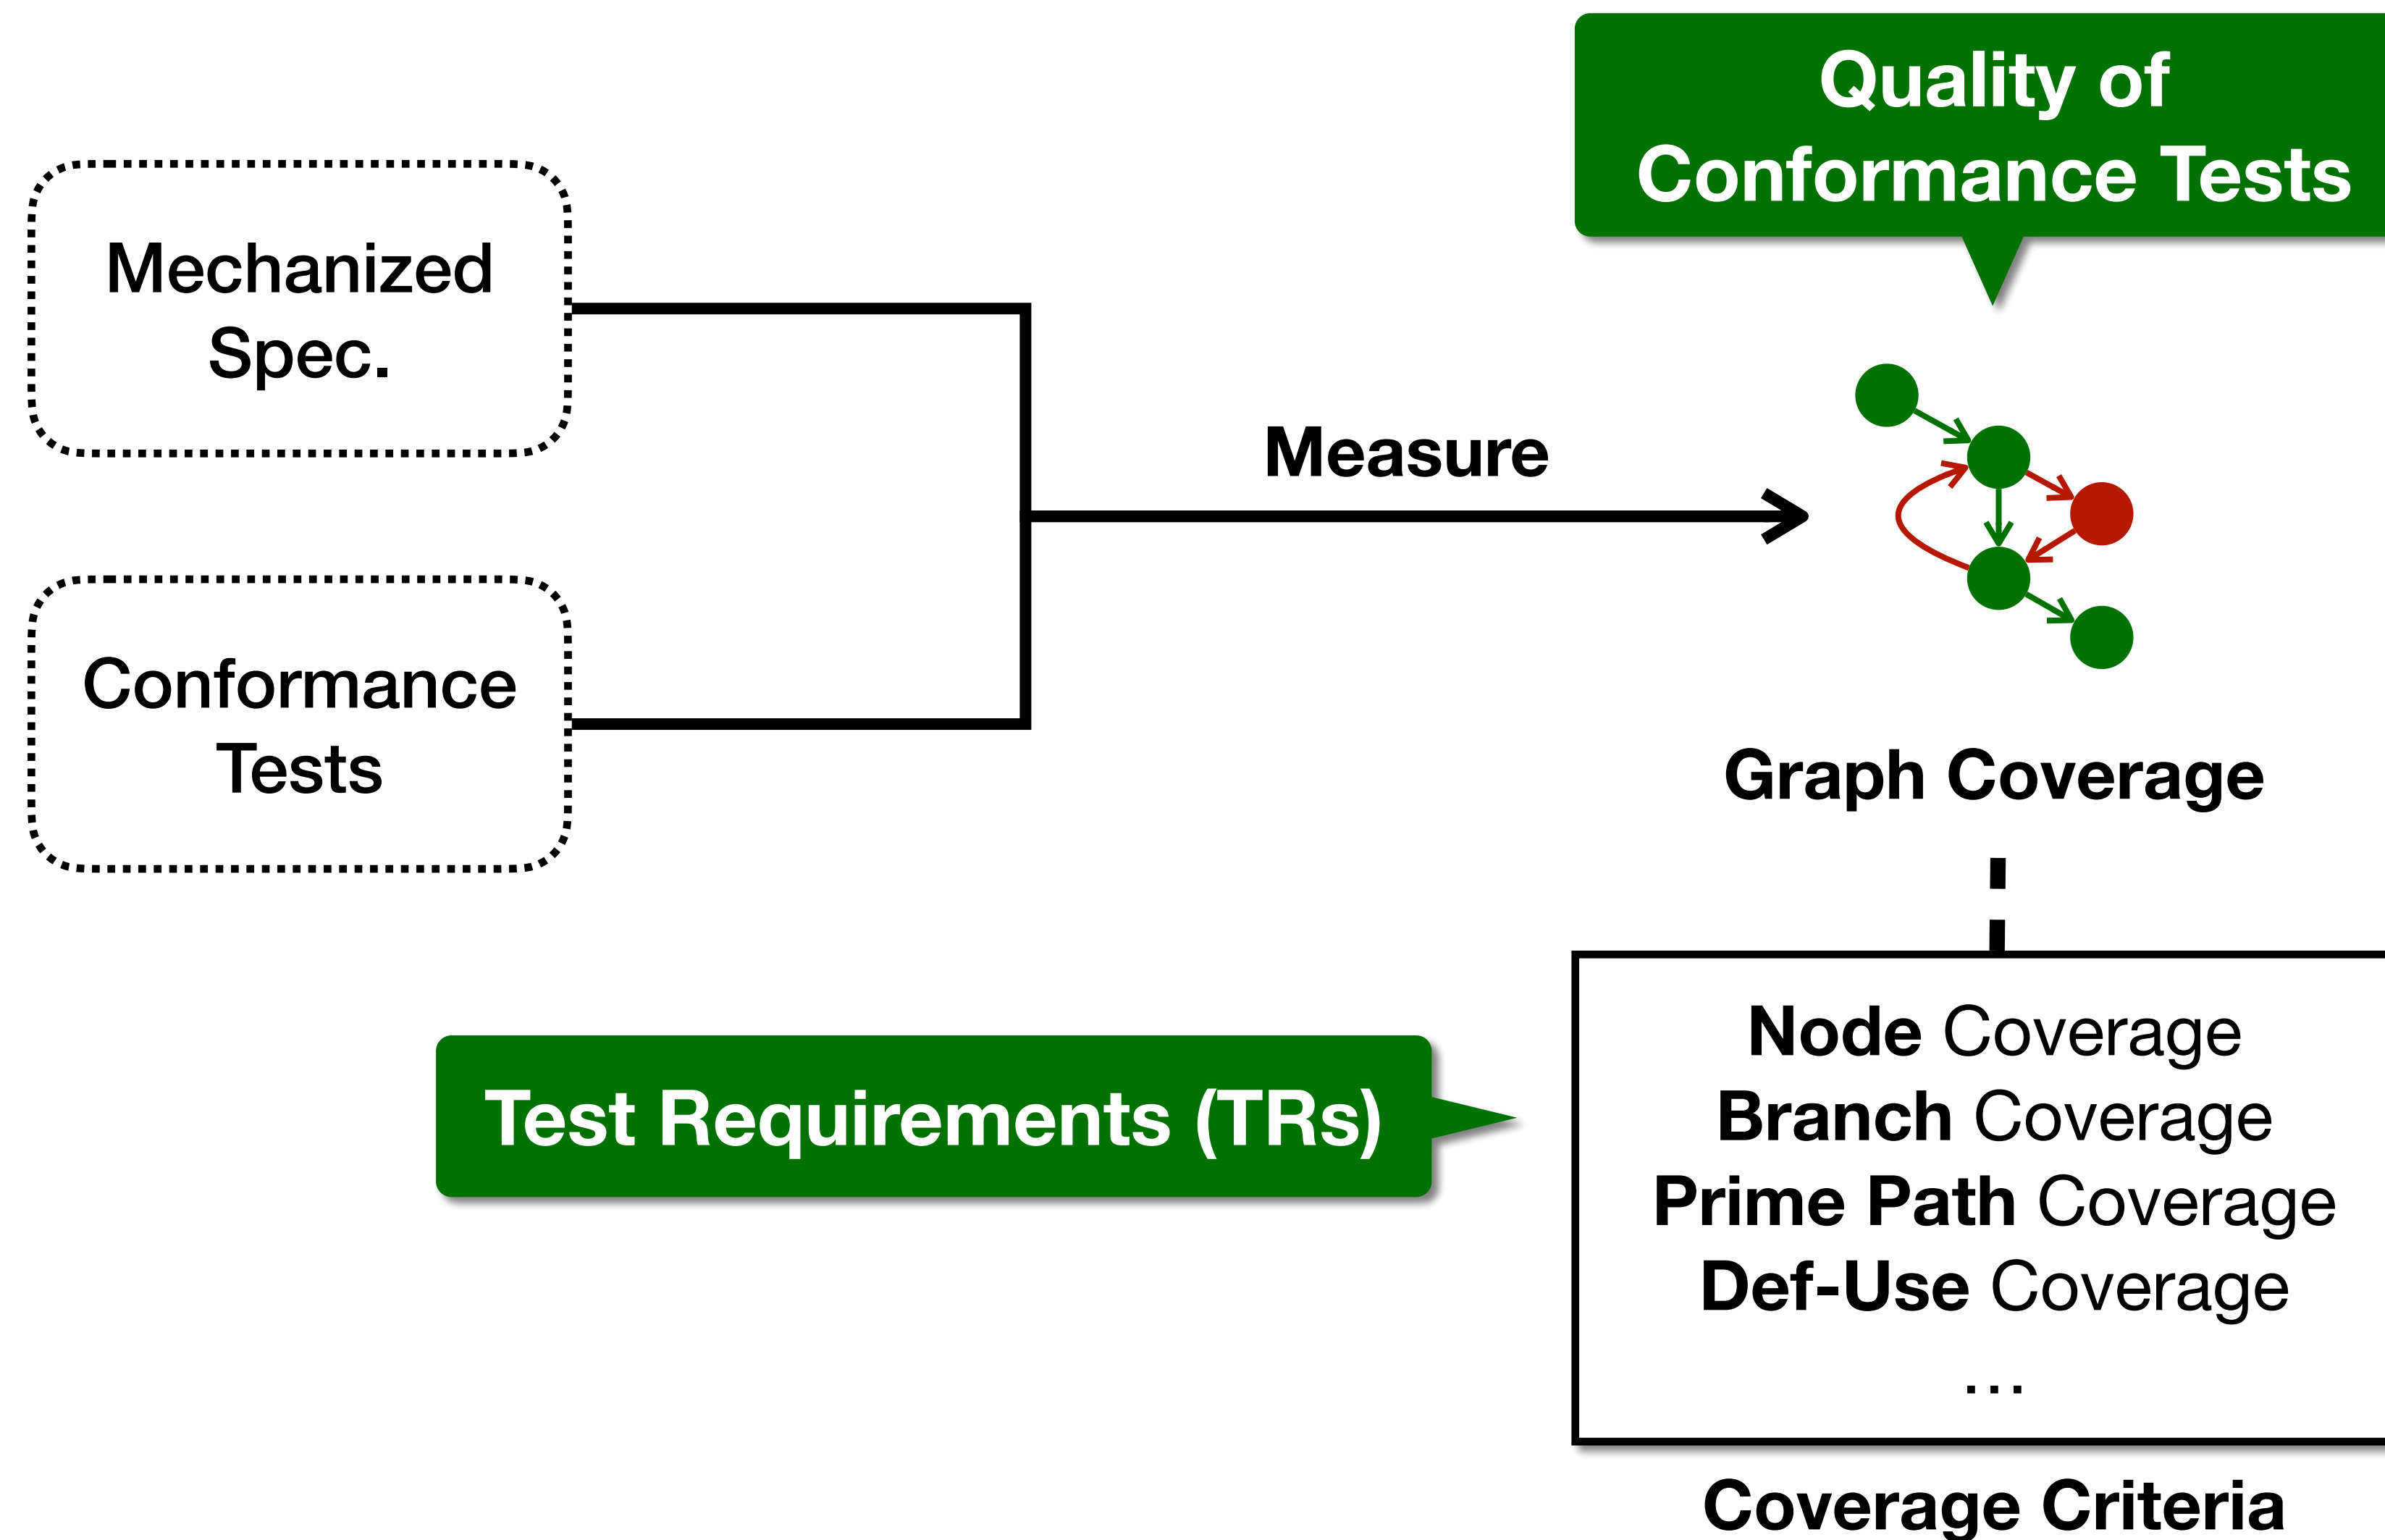 Quality of
Conformance Tests
Mechanized
Spec.
Measure
Conformance
Tests
Graph Coverage
Test Requirements (TRs)
Node Coverage
Branch Coverage
Prime Path Coverage
Def-Use Coverage
...
Coverage Criteria